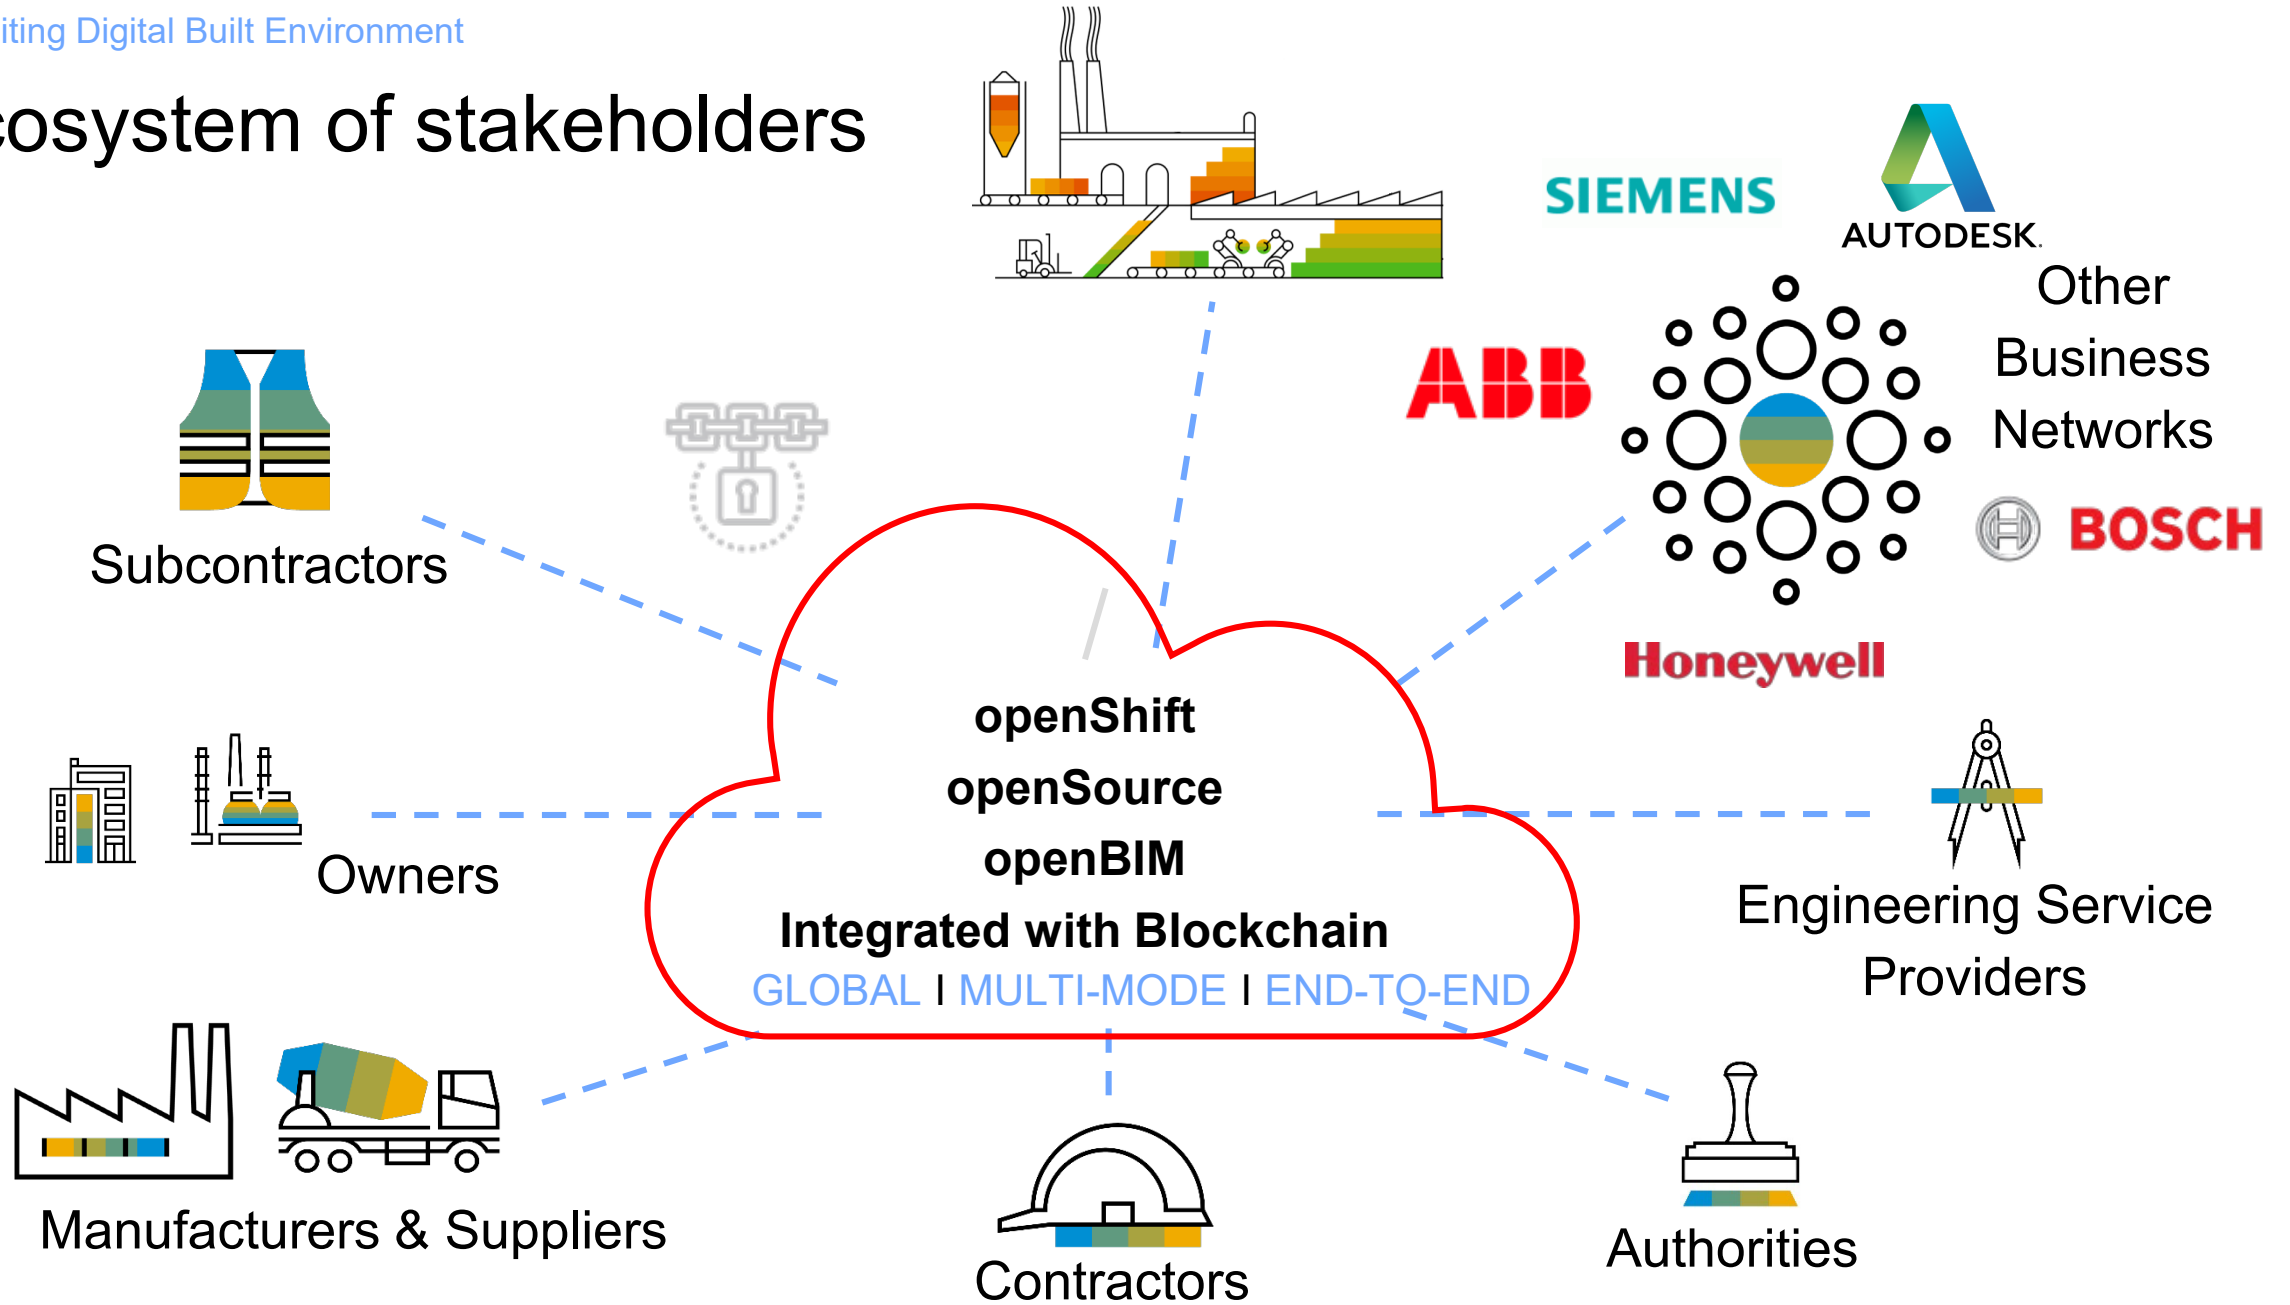 iting Digital Built Environment
cosystem of stakeholders
SIEMENS
AUTODESK.
Other
Business
Networks
ABB
BOSCH
Honeywell
Subcontractors
openShift
openSource
openBIM
Integrated with Blockchain
GLOBAL I MULTI-MODE I END-TO-END
Owners
Engineering Service
Providers
Manufacturers & Suppliers
Contractors
Authorities